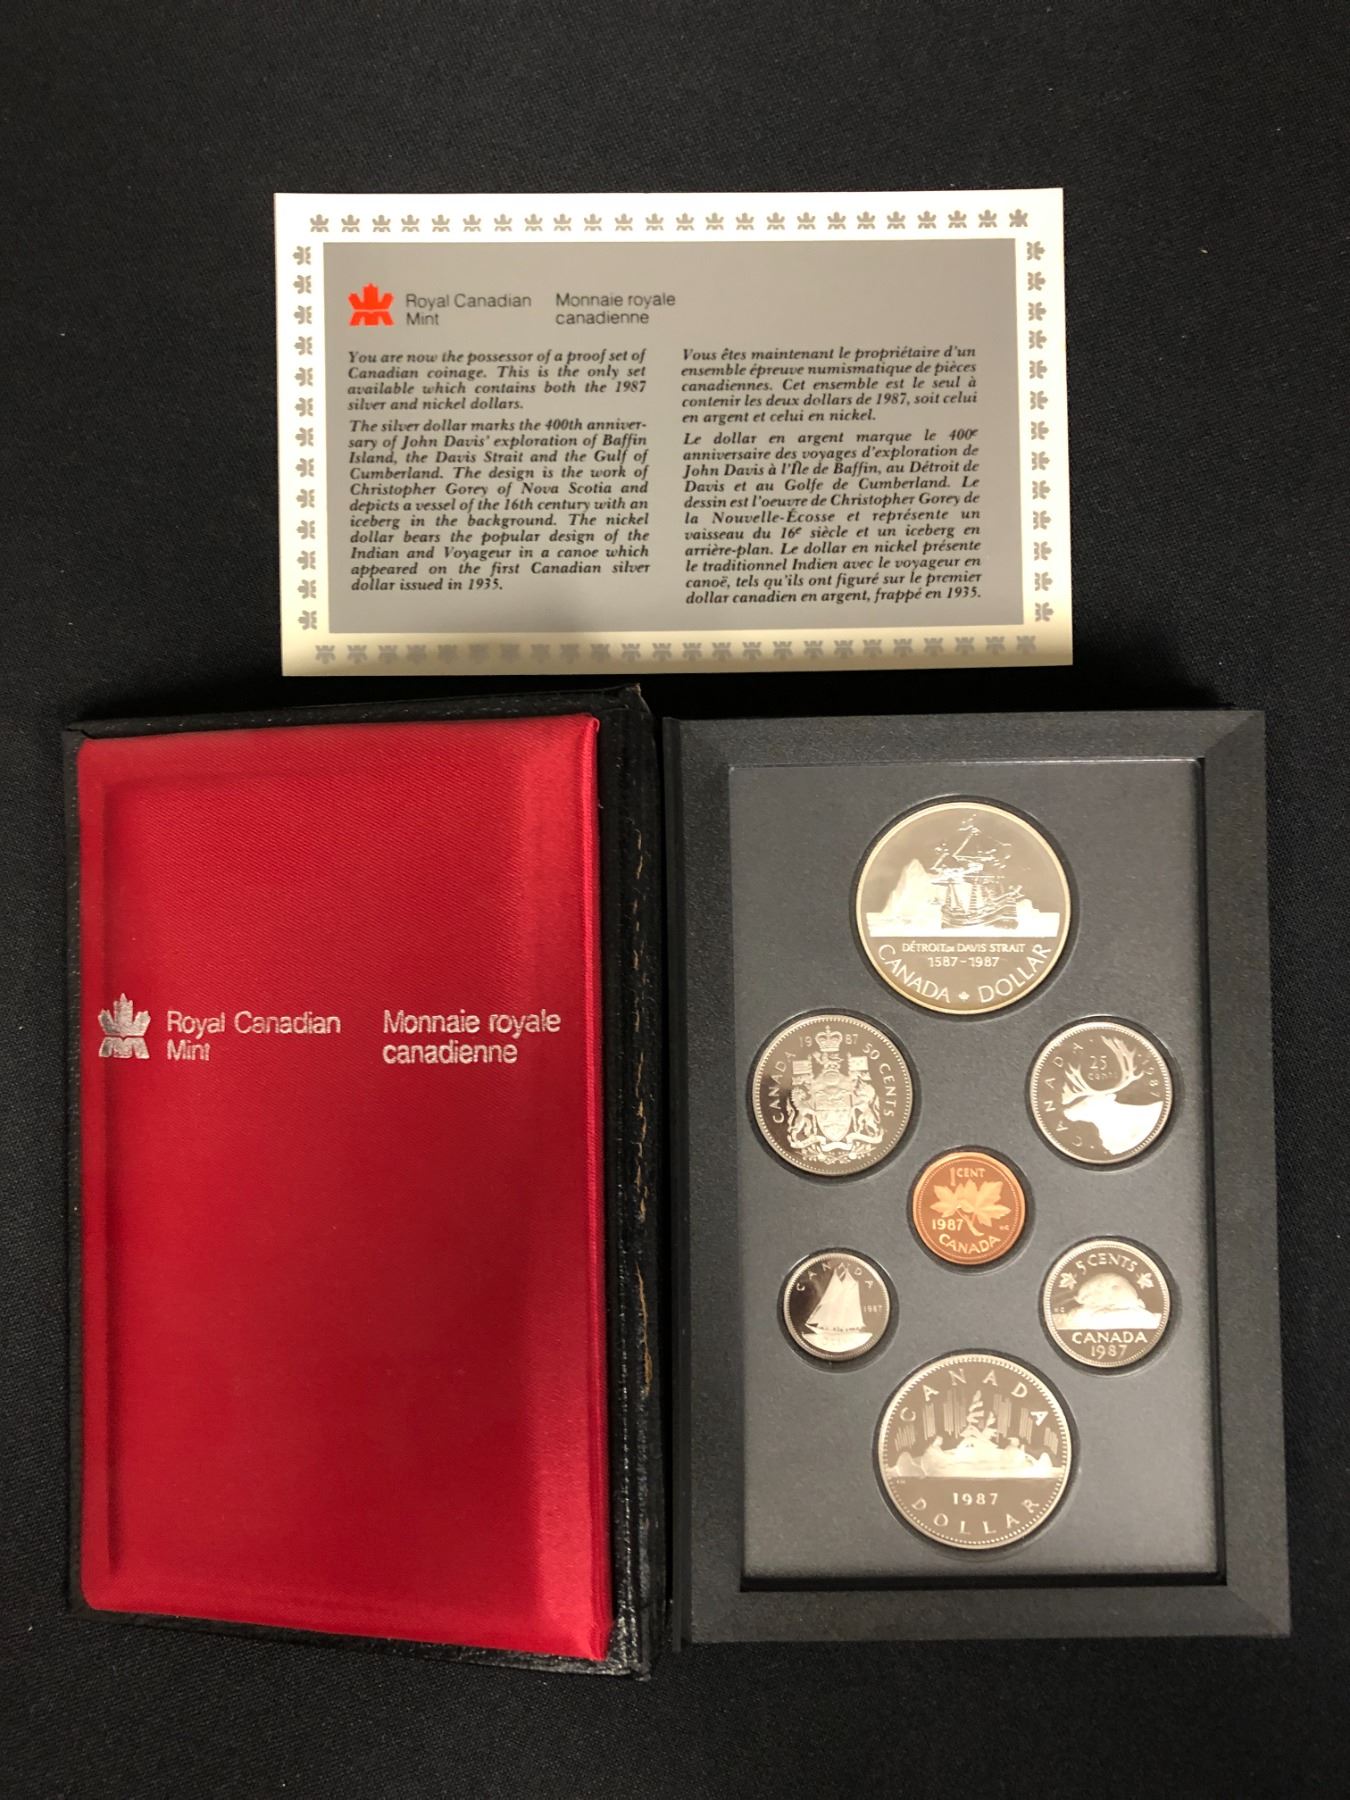 Royal Canadian
Mint
Monnaie royale
canadienne
You are now the possessor of a proof set of
Canadian coinage. This is the only set
available which contains both the 1987
silver and nickel dollars.
The silver dollar marks the 400th anniver-
sary of John Davis' exploration of Baffin
Island, the Davis Strait and the Gulf of
Cumberland. The design is the work of
Christopher Gorey of Nova Scotia and
depicts a vessel of the 16th century with an
iceberg in the background. The nickel
dollar bears the popular design of the
Indian and Voyageur in a canoe which
appeared on the first Canadian silver
dollar issued in 1935.
Vous êtes maintenant le propriétaire d'un
ensemble épreuve numismatique de pièces
canadiennes. Cet ensemble est le seul à
contenir les deux dollars de 1987, soit celui
en argent et celui en nickel.
Le dollar en argent marque le 400e
anniversaire des voyages d'exploration de
John Davis à l'Île de Baffin, au Détroit de
Davis et au Golfe de Cumberland. Le
dessin est l'oeuvre de Christopher Gorey de
la Nouvelle-Écosse et représente un
vaisseau du 16e siècle et un iceberg en
arrière-plan. Le dollar en nickel présente
le traditionnel Indien avec le voyageur en
canoë, tels qu'ils ont figuré sur le premier
dollar canadien en argent, frappé en 1935.
Royal Canadian
Mint
Monnaie royale
canadienne
DÉTROIT DE DAVIS STRAIT
1587-1987
CANADA DOLLAR
CANADA 1987 50 CENTS
CANADA 1987
25
cents
1 CENT
1987
CANADA
CANADA
1987
5 CENTS
CANADA
1987
CANADA
1987
DOLLAR